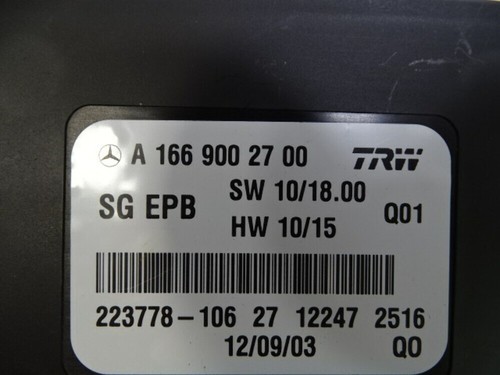 A 166 900 27 00 TRW
SG EPB SW 10/18.00 Q01
HW 10/15
223778-106 27 12247 2516
12/09/03 Q0